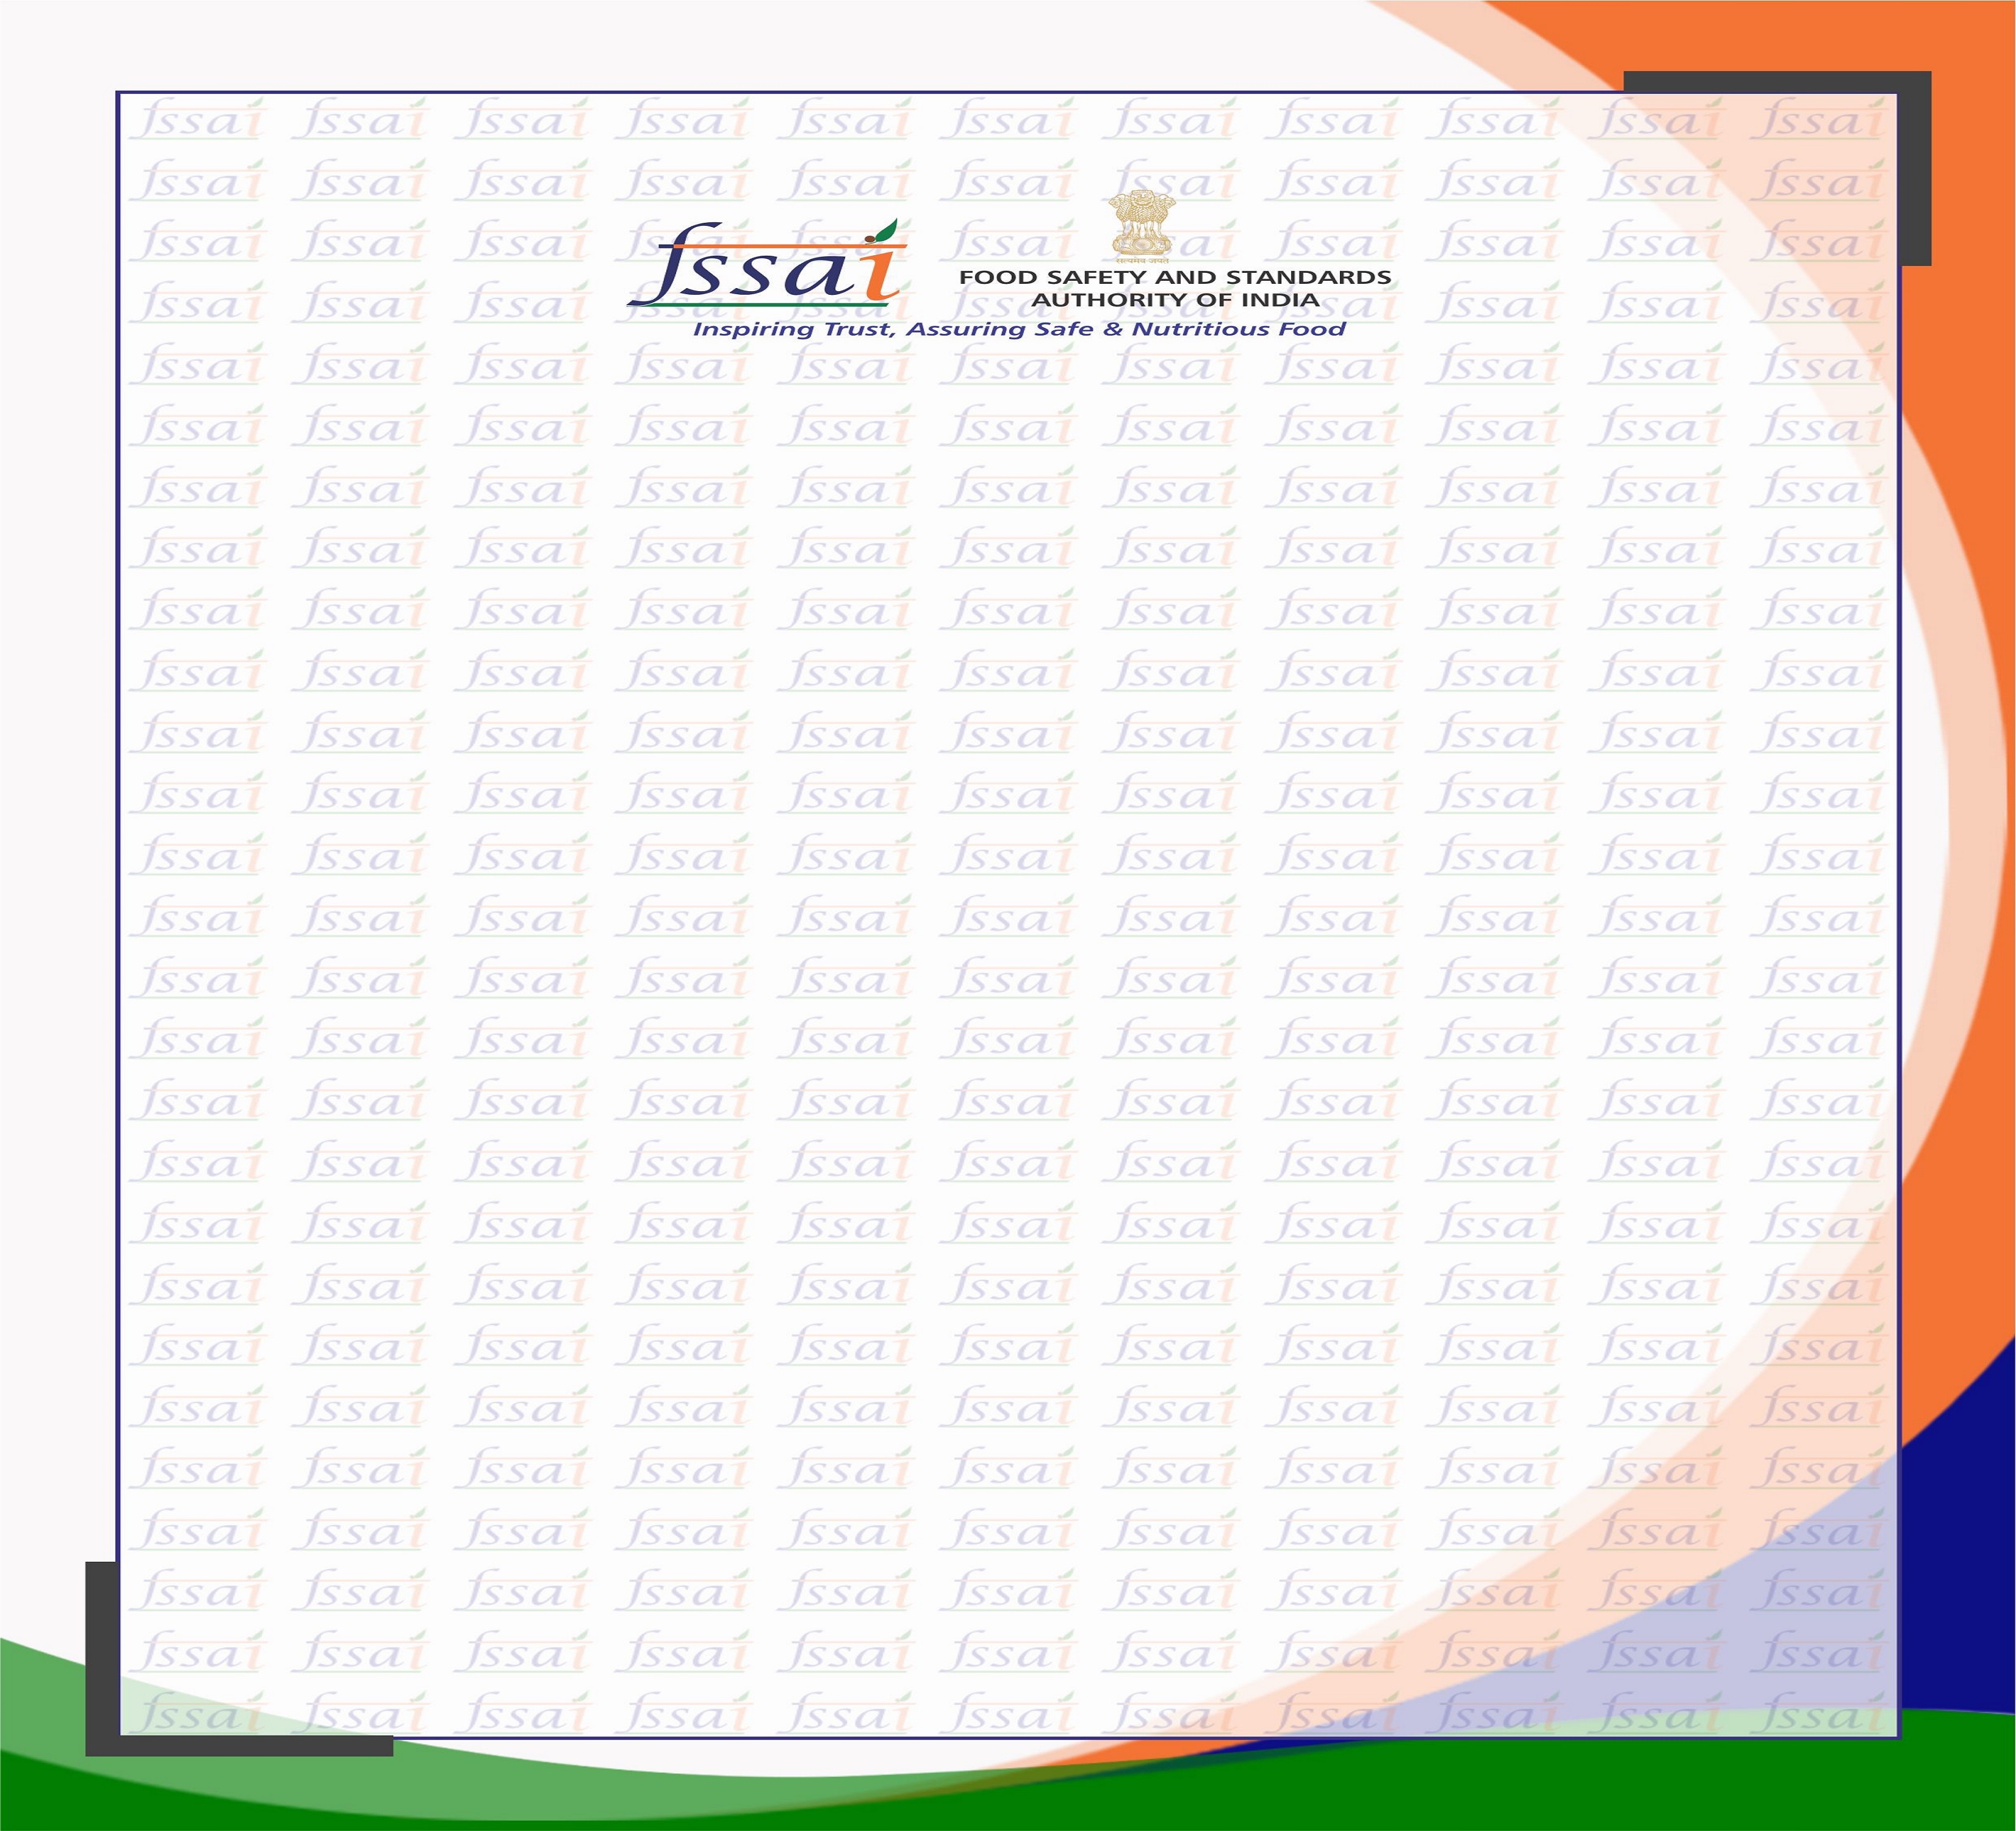 fssai
FOOD SAFETY AND STANDARDS
AUTHORITY OF INDIA
Inspiring Trust, Assuring Safe & Nutritious Food
सत्यमेव जयते